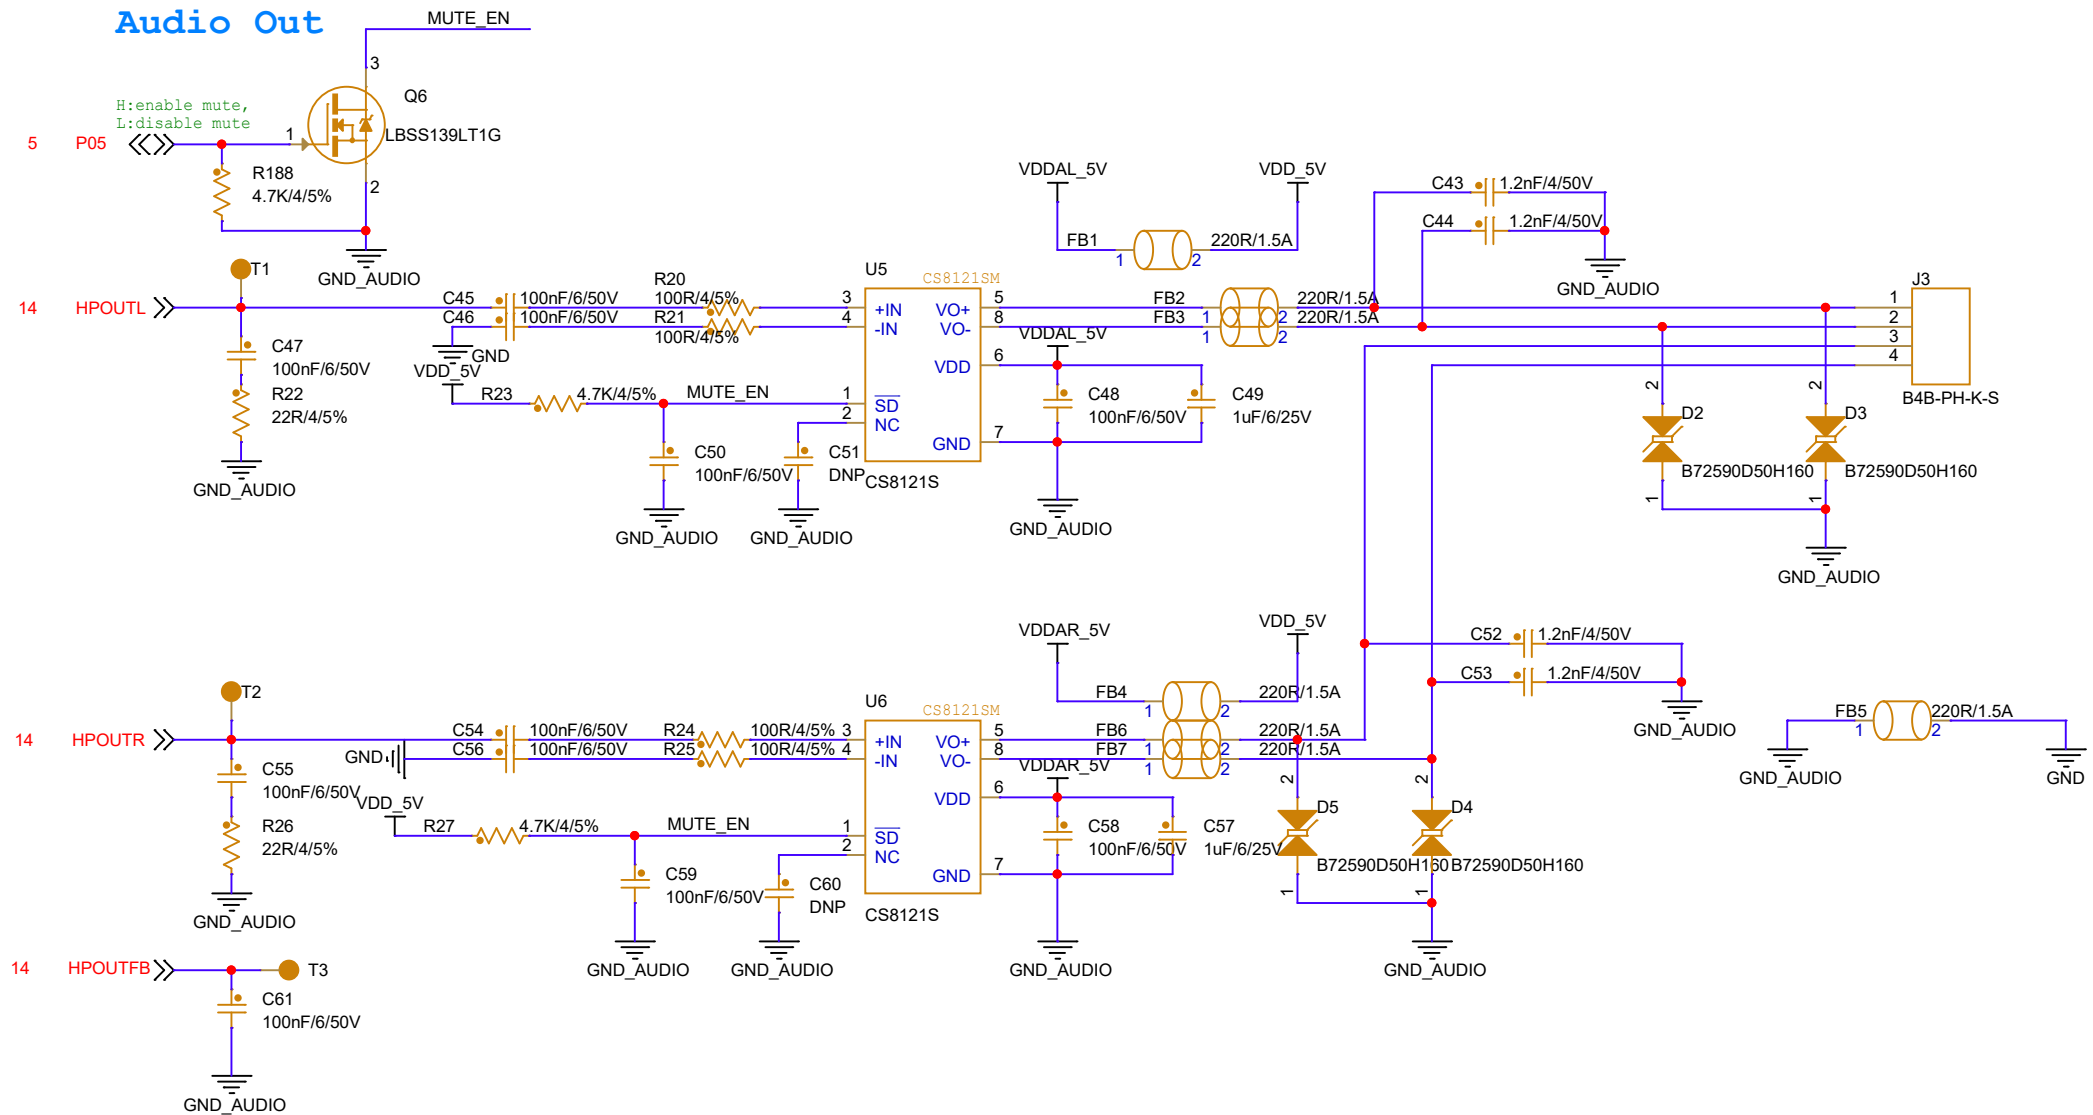 Audio Out
MUTE_EN
3
Q6
H:enable mute,
L:disable mute
LBSS139LT1G
5 P05
1
2
R188
4.7K/4/5%
GND_AUDIO
VDDAL_5V
VDD_5V
FB1
1
2
220R/1.5A
C43
1.2nF/4/50V
C44
1.2nF/4/50V
GND_AUDIO
T1
14 HPOUTL
C45
100nF/6/50V
R20
100R/4/5%
C46
100nF/6/50V
R21
100R/4/5%
GND
U5
CS8121SM
3
+IN
4
-IN
VO+
5
VO-
8
VDD
6
1
SD
2
NC
GND
7
CS8121S
FB2
1
2
220R/1.5A
FB3
1
2
220R/1.5A
VDDAL_5V
C48
100nF/6/50V
C49
1uF/6/25V
GND_AUDIO
J3
1
2
3
4
B4B-PH-K-S
2
D2
B72590D50H160
1
2
D3
B72590D50H160
1
GND_AUDIO
C47
100nF/6/50V
R22
22R/4/5%
GND_AUDIO
VDD_5V
R23
4.7K/4/5%
MUTE_EN
C50
100nF/6/50V
GND_AUDIO
C51
DNP
GND_AUDIO
VDDAR_5V
VDD_5V
FB4
1
2
220R/1.5A
C52
1.2nF/4/50V
C53
1.2nF/4/50V
GND_AUDIO
T2
14 HPOUTR
C54
100nF/6/50V
R24
100R/4/5%
C56
100nF/6/50V
R25
100R/4/5%
GND
U6
CS8121SM
3
+IN
4
-IN
VO+
5
VO-
8
VDD
6
1
SD
2
NC
GND
7
CS8121S
FB6
1
2
220R/1.5A
FB7
1
2
220R/1.5A
VDDAR_5V
C58
100nF/6/50V
C57
1uF/6/25V
GND_AUDIO
2
D5
B72590D50H160
1
2
D4
B72590D50H160
1
GND_AUDIO
FB5
1
2
220R/1.5A
GND_AUDIO
GND
C55
100nF/6/50V
R26
22R/4/5%
GND_AUDIO
VDD_5V
R27
4.7K/4/5%
MUTE_EN
C59
100nF/6/50V
GND_AUDIO
C60
DNP
GND_AUDIO
14 HPOUTFB
T3
C61
100nF/6/50V
GND_AUDIO